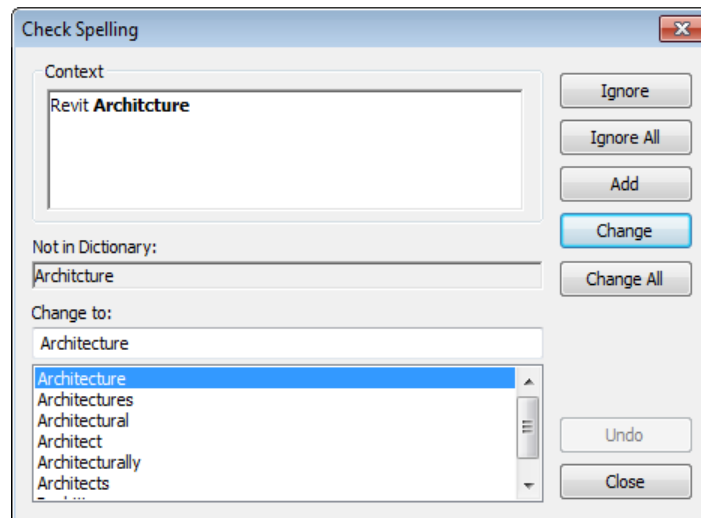 Check Spelling
Context
Revit Architcture
Not in Dictionary:
Architcture
Change to:
Architecture
Architecture
Architectures
Architectural
Architect
Architecturally
Architects
Ignore
Ignore All
Add
Change
Change All
Undo
Close